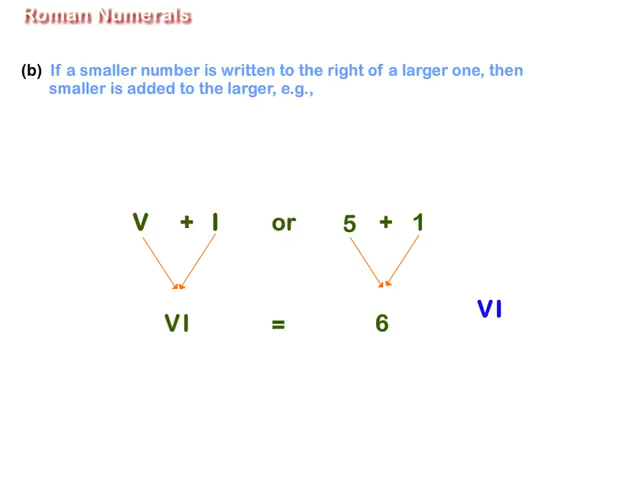 Roman Numerals
(b) If a smaller number is written to the right of a larger one, then
smaller is added to the larger, e.g.,
V + I or 5 + 1
VI = 6
VI